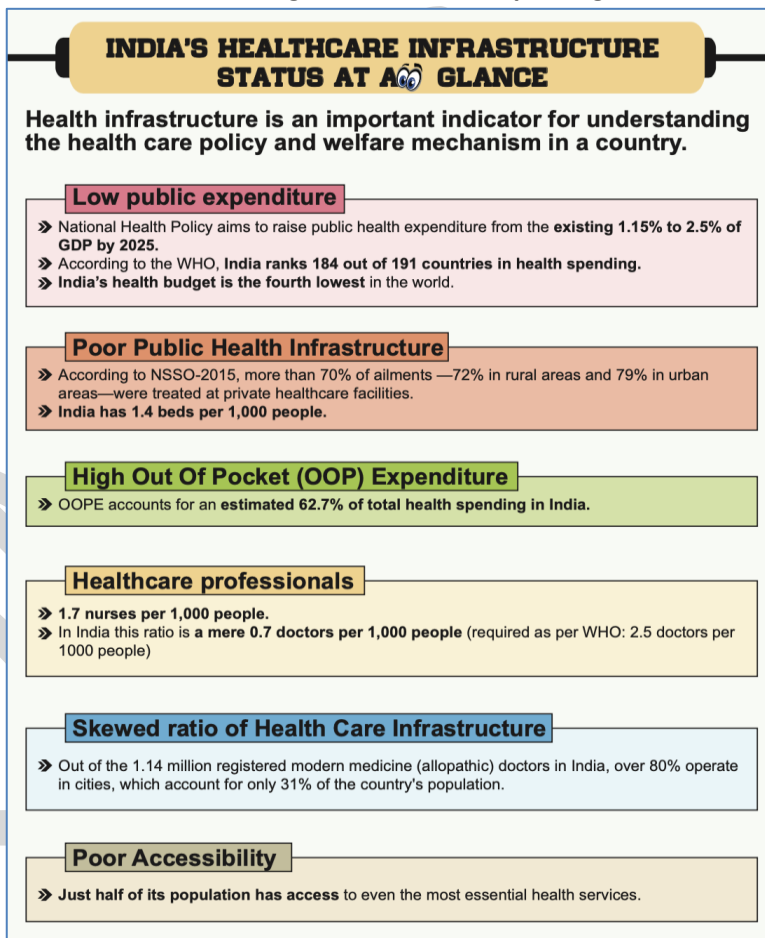 INDIA'S HEALTHCARE INFRASTRUCTURE
STATUS AT A GLANCE
Health infrastructure is an important indicator for understanding
the health care policy and welfare mechanism in a country.
Low public expenditure
National Health Policy aims to raise public health expenditure from the existing 1.15% to 2.5% of
GDP by 2025.
According to the WHO, India ranks 184 out of 191 countries in health spending.
India's health budget is the fourth lowest in the world.
Poor Public Health Infrastructure
According to NSSO-2015, more than 70% of ailments —72% in rural areas and 79% in urban
areas—were treated at private healthcare facilities.
India has 1.4 beds per 1,000 people.
High Out Of Pocket (OOP) Expenditure
OOPE accounts for an estimated 62.7% of total health spending in India.
Healthcare professionals
1.7 nurses per 1,000 people.
In India this ratio is a mere 0.7 doctors per 1,000 people (required as per WHO: 2.5 doctors per
1000 people)
Skewed ratio of Health Care Infrastructure
Out of the 1.14 million registered modern medicine (allopathic) doctors in India, over 80% operate
in cities, which account for only 31% of the country's population.
Poor Accessibility
Just half of its population has access to even the most essential health services.